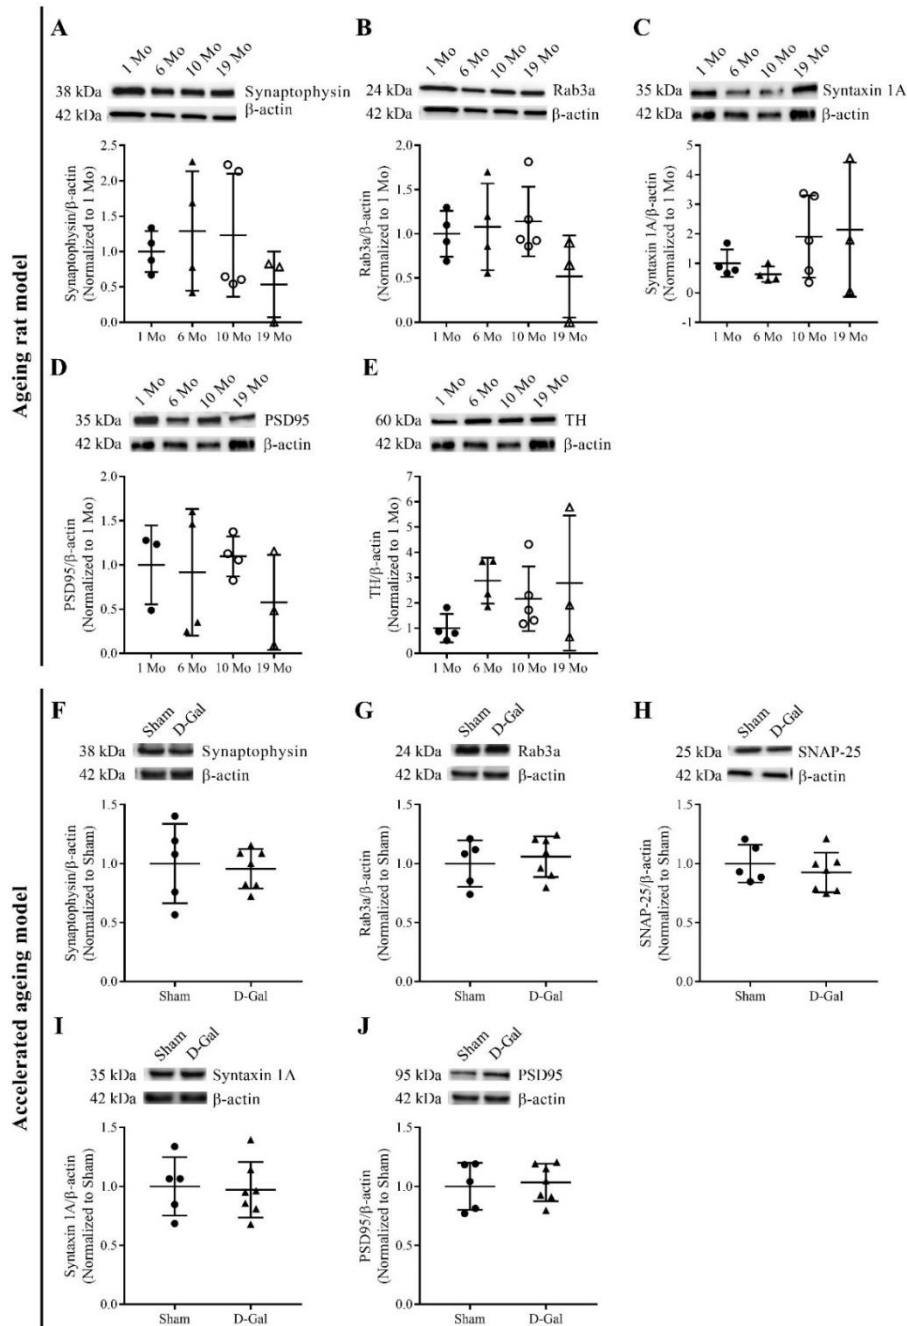 Ageing rat model
A
1 Mo 6 Mo 10 Mo 19 Mo
38 kDa Synaptophysin
42 kDa β-actin
Synaptophysin/β-actin
(Normalized to 1 Mo)
2.5
2.0
1.5
1.0
0.5
0.0
1 Mo 6 Mo 10 Mo 19 Mo
B
1 Mo 6 Mo 10 Mo 19 Mo
24 kDa Rab3a
42 kDa β-actin
Rab3a/β-actin
(Normalized to 1 Mo)
2.0
1.5
1.0
0.5
0.0
1 Mo 6 Mo 10 Mo 19 Mo
C
1 Mo 6 Mo 10 Mo 19 Mo
35 kDa Syntaxin 1A
42 kDa β-actin
Syntaxin 1A/β-actin
(Normalized to 1 Mo)
5
4
3
2
1
0
-1
1 Mo 6 Mo 10 Mo 19 Mo
D
1 Mo 6 Mo 10 Mo 19 Mo
35 kDa PSD95
42 kDa β-actin
PSD95/β-actin
(Normalized to 1 Mo)
2.0
1.5
1.0
0.5
0.0
1 Mo 6 Mo 10 Mo 19 Mo
E
1 Mo 6 Mo 10 Mo 19 Mo
60 kDa TH
42 kDa β-actin
TH/β-actin
(Normalized to 1 Mo)
7
6
5
4
3
2
1
0
1 Mo 6 Mo 10 Mo 19 Mo
Accelerated ageing model
F
Sham D-Gal
38 kDa Synaptophysin
42 kDa β-actin
Synaptophysin/β-actin
(Normalized to Sham)
1.5
1.0
0.5
0.0
Sham D-Gal
G
Sham D-Gal
24 kDa Rab3a
42 kDa β-actin
Rab3a/β-actin
(Normalized to Sham)
1.5
1.0
0.5
0.0
Sham D-Gal
H
Sham D-Gal
25 kDa SNAP-25
42 kDa β-actin
SNAP-25/β-actin
(Normalized to Sham)
1.5
1.0
0.5
0.0
Sham D-Gal
I
Sham D-Gal
35 kDa Syntaxin 1A
42 kDa β-actin
Syntaxin 1A/β-actin
(Normalized to Sham)
1.5
1.0
0.5
0.0
Sham D-Gal
J
Sham D-Gal
95 kDa PSD95
42 kDa β-actin
PSD95/β-actin
(Normalized to Sham)
1.5
1.0
0.5
0.0
Sham D-Gal